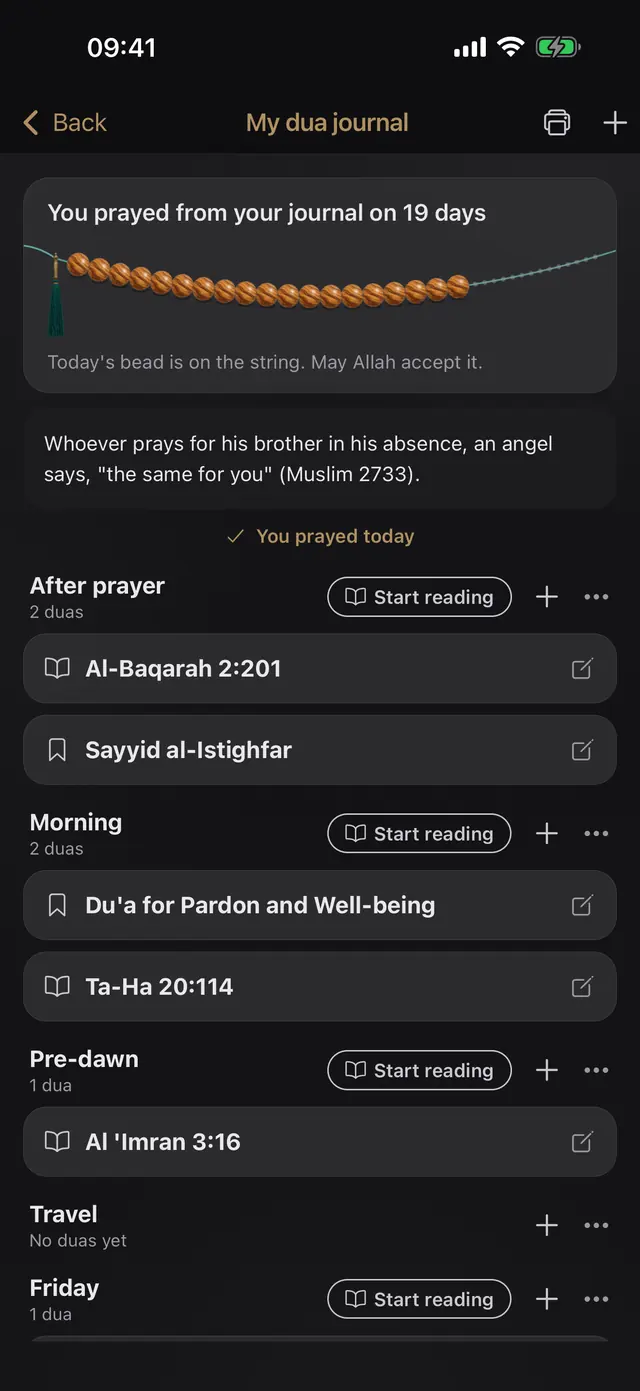 09:41
Back
My dua journal
You prayed from your journal on 19 days
Today's bead is on the string. May Allah accept it.
Whoever prays for his brother in his absence, an angel
says, "the same for you" (Muslim 2733).
You prayed today
After prayer
2 duas
Start reading
Al-Baqarah 2:201
Sayyid al-Istighfar
Morning
2 duas
Start reading
Du'a for Pardon and Well-being
Ta-Ha 20:114
Pre-dawn
1 dua
Start reading
Al 'Imran 3:16
Travel
No duas yet
Friday
1 dua
Start reading